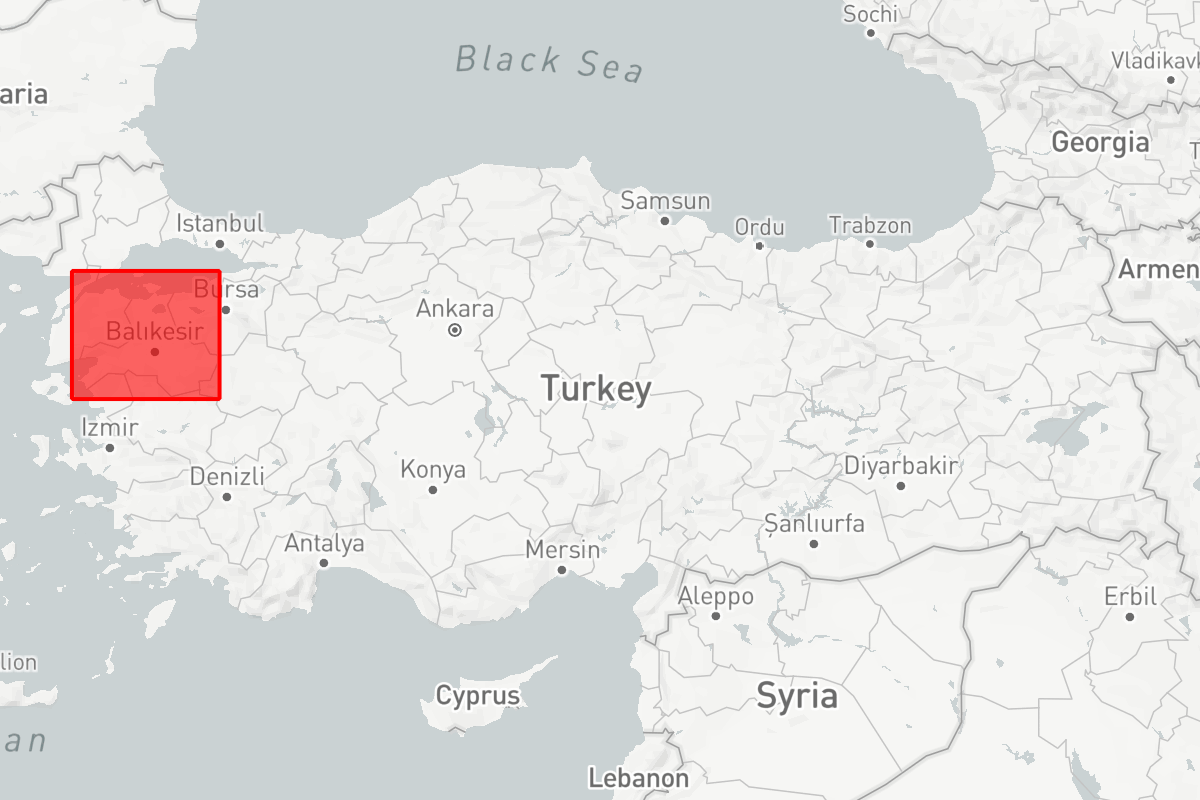 Sochi
Black Sea
Vladikavk
aria
Georgia
T
Samsun
Istanbul
Ordu
Trabzon
Armen
Bursa
Ankara
Balıkesir
Turkey
Izmir
Denizli
Konya
Diyarbakir
Şanlıurfa
Antalya
Mersin
Aleppo
Erbil
lion
Cyprus
Syria
an
Lebanon